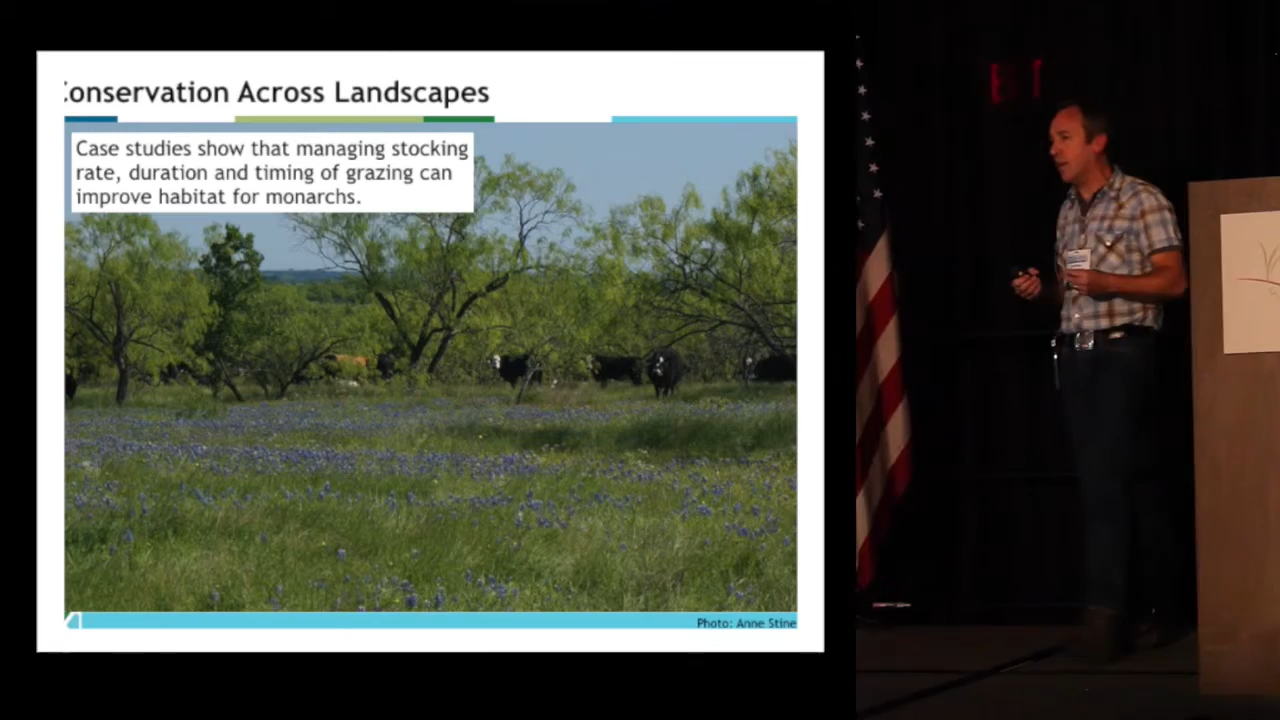 onservation Across Landscapes
Case studies show that managing stocking
rate, duration and timing of grazing can
improve habitat for monarchs.
Photo: Anne Stine